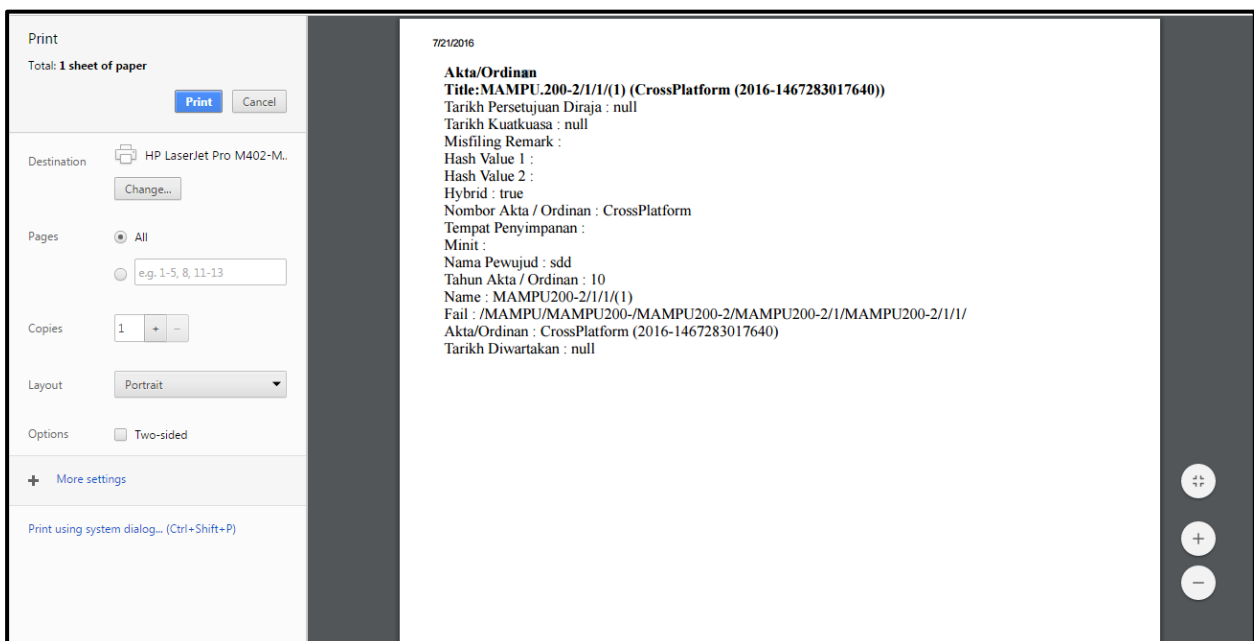 Print
Total: 1 sheet of paper
Print Cancel
Destination HP LaserJet Pro M402-M..
Change...
Pages All
e.g. 1-5, 8, 11-13
Copies 1 + −
Layout Portrait
Options Two-sided
+ More settings
Print using system dialog... (Ctrl+Shift+P)
7/21/2016
Akta/Ordinan
Title:MAMPU.200-2/1/1/(1) (CrossPlatform (2016-1467283017640))
Tarikh Persetujuan Diraja : null
Tarikh Kuatkuasa : null
Misfiling Remark :
Hash Value 1 :
Hash Value 2 :
Hybrid : true
Nombor Akta / Ordinan : CrossPlatform
Tempat Penyimpanan :
Minit :
Nama Pewujud : sdd
Tahun Akta / Ordinan : 10
Name : MAMPU200-2/1/1/(1)
Fail : /MAMPU/MAMPU200-/MAMPU200-2/MAMPU200-2/1/MAMPU200-2/1/1/
Akta/Ordinan : CrossPlatform (2016-1467283017640)
Tarikh Diwartakan : null